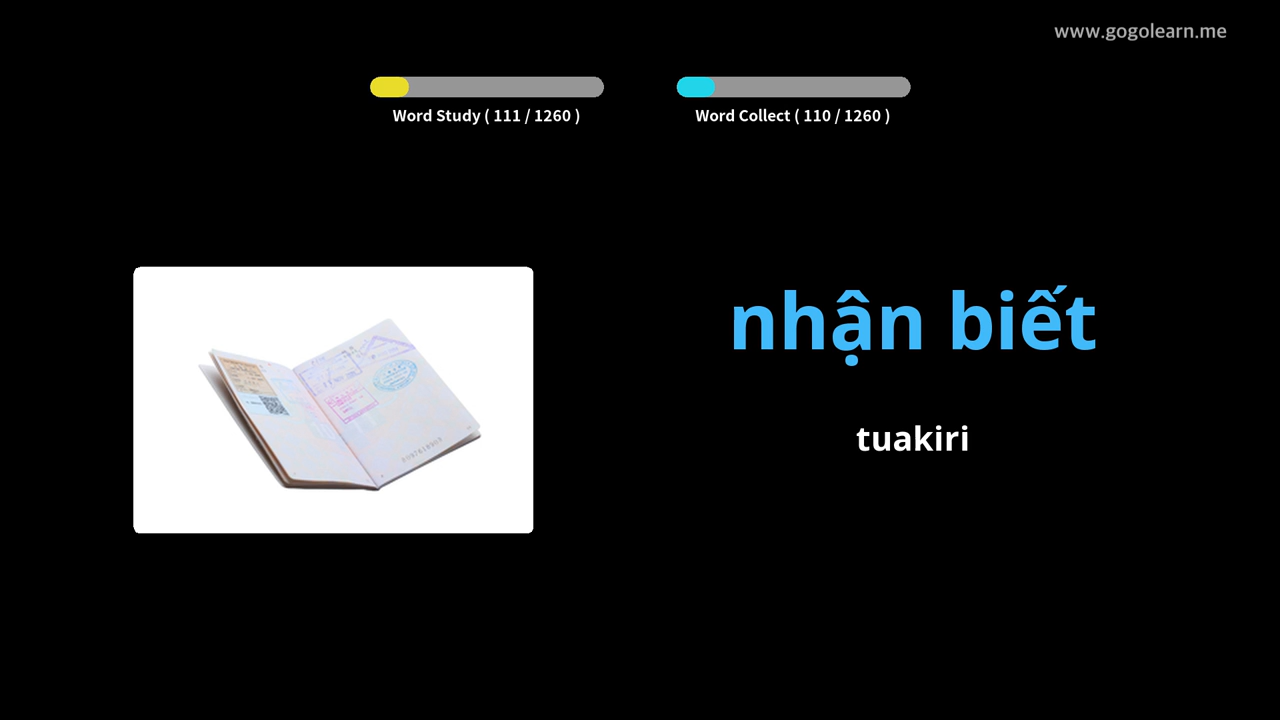 www.gogolearn.me
Word Study ( 111 / 1260 )
Word Collect ( 110 / 1260 )
nhận biết
tuakiri